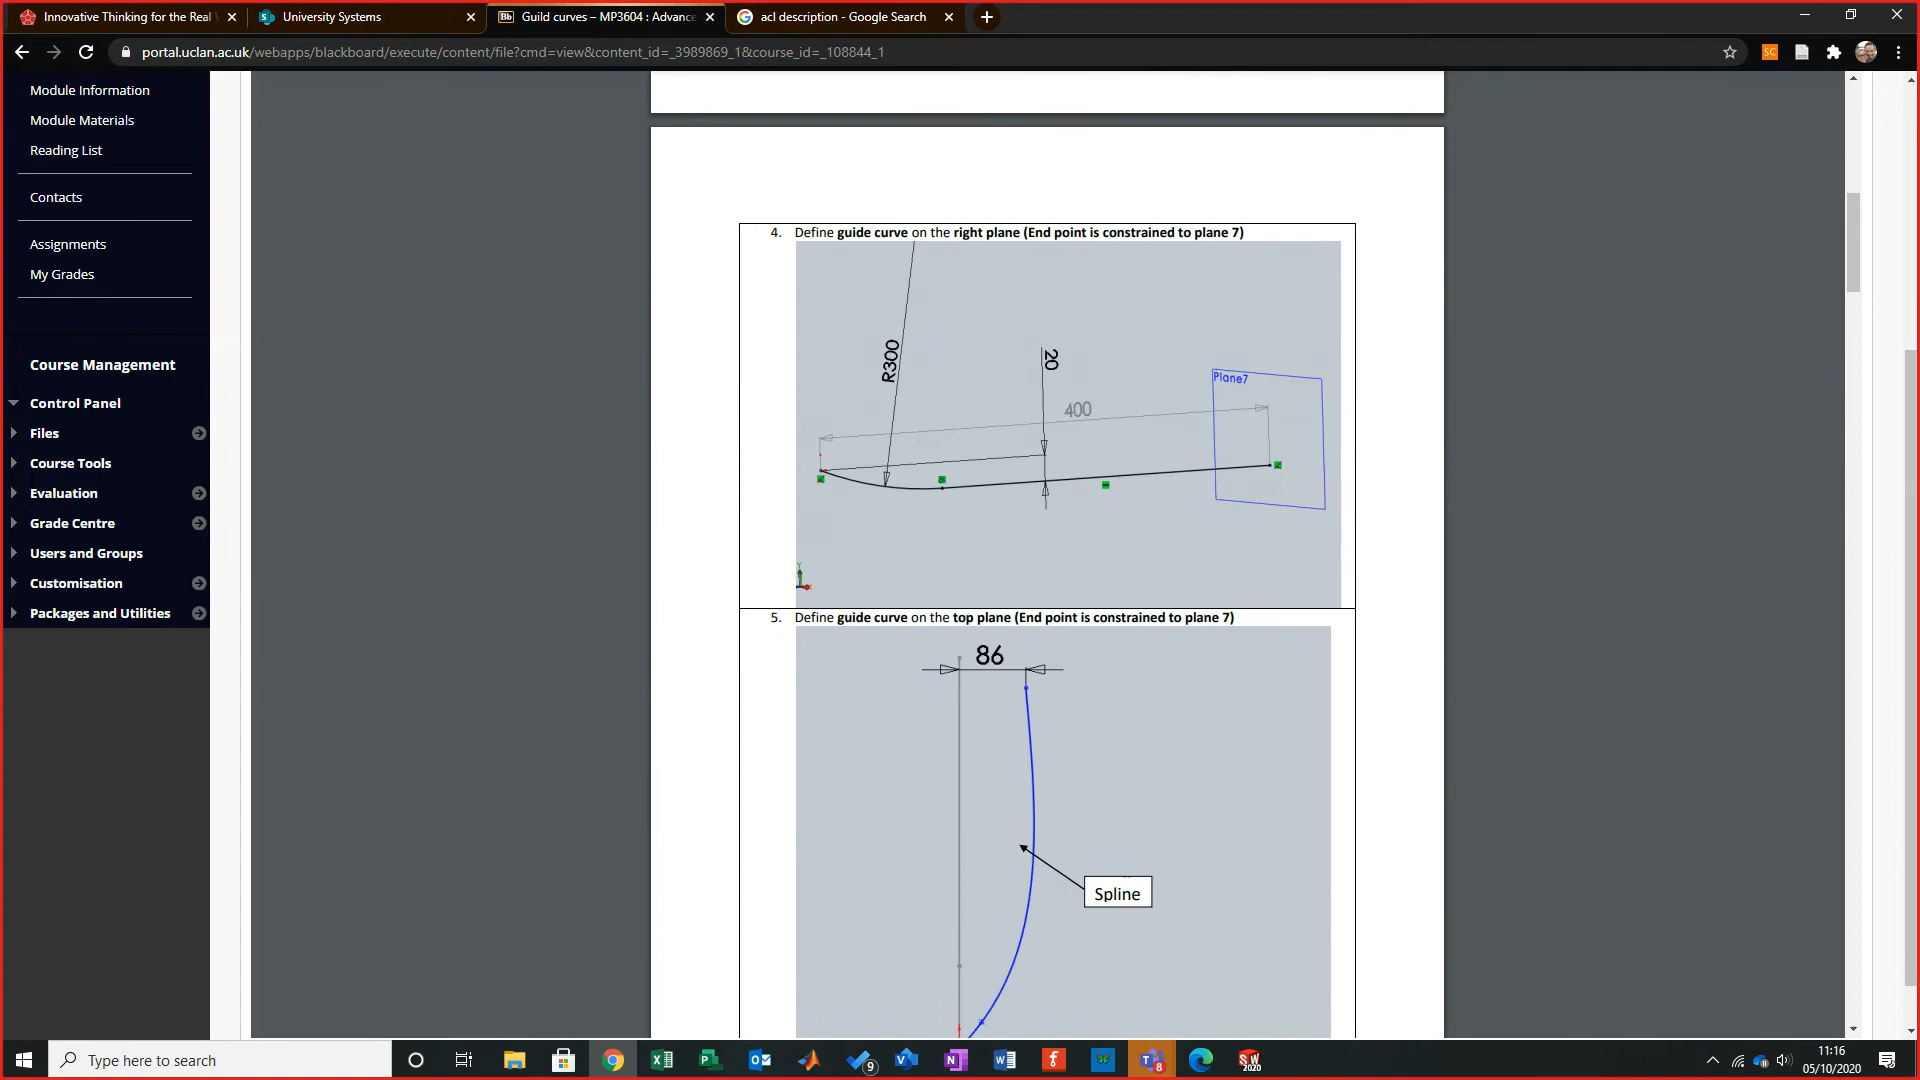 Innovative Thinking for the Real
University Systems
Guild curves – MP3604 : Advance
acl description - Google Search
portal.uclan.ac.uk/webapps/blackboard/execute/content/file?cmd=view&content_id=_3989869_1&course_id=_108844_1
Module Information
Module Materials
Reading List
Contacts
Assignments
My Grades
Course Management
Control Panel
Files
Course Tools
Evaluation
Grade Centre
Users and Groups
Customisation
Packages and Utilities
4. Define guide curve on the right plane (End point is constrained to plane 7)
R300
20
400
Plane7
Y
5. Define guide curve on the top plane (End point is constrained to plane 7)
86
Spline
Type here to search
11:16
05/10/2020